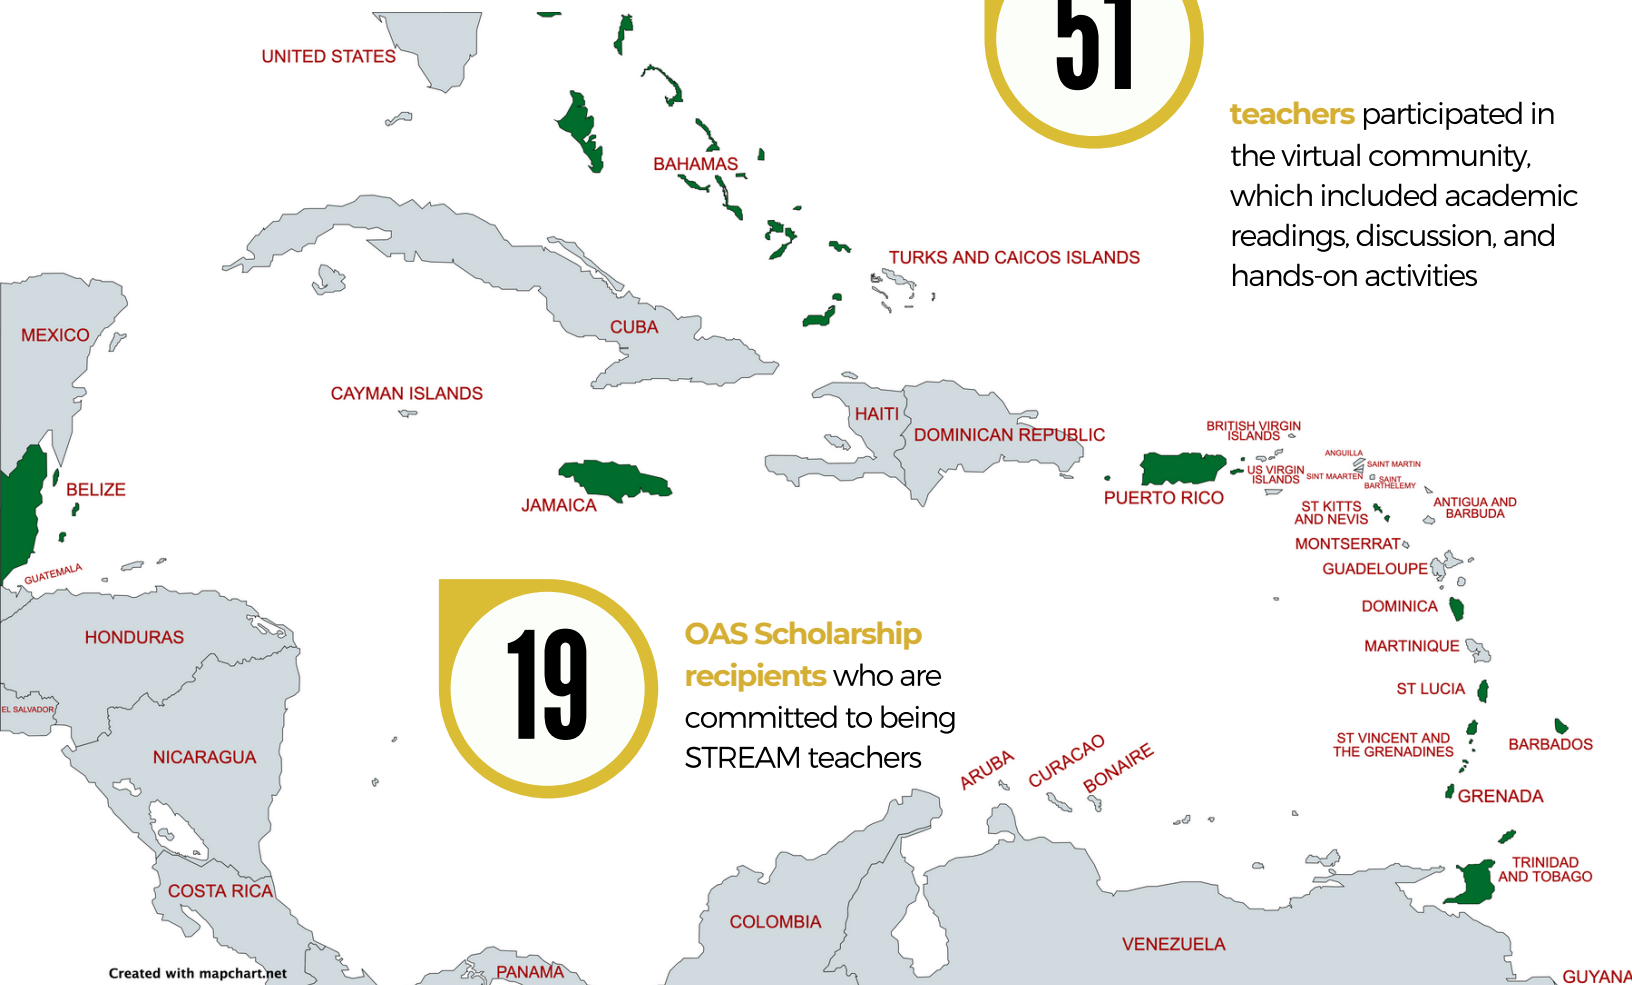 51
teachers participated in
the virtual community,
which included academic
readings, discussion, and
hands-on activities
UNITED STATES
BAHAMAS
TURKS AND CAICOS ISLANDS
MEXICO
CUBA
CAYMAN ISLANDS
HAITI
DOMINICAN REPUBLIC
BRITISH VIRGIN
ISLANDS
ANGUILLA
SAINT MARTIN
US VIRGIN
ISLANDS
SINT MAARTEN
SAINT
BARTHELEMY
BELIZE
JAMAICA
PUERTO RICO
ST KITTS
AND NEVIS
ANTIGUA AND
BARBUDA
MONTSERRAT
GUADELOUPE
GUATEMALA
DOMINICA
HONDURAS
MARTINIQUE
19
OAS Scholarship
recipients who are
committed to being
STREAM teachers
ST LUCIA
EL SALVADOR
NICARAGUA
ST VINCENT AND
THE GRENADINES
BARBADOS
ARUBA
CURACAO
BONAIRE
GRENADA
TRINIDAD
AND TOBAGO
COSTA RICA
COLOMBIA
VENEZUELA
PANAMA
GUYANA
Created with mapchart.net